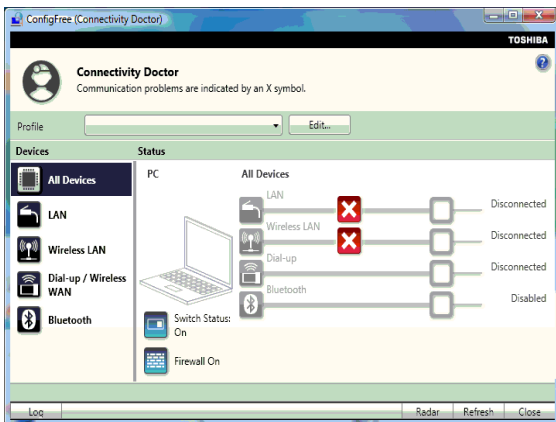 ConfigFree (Connectivity Doctor)
TOSHIBA
Connectivity Doctor
Communication problems are indicated by an X symbol.
Profile
Edit...
Devices
Status
All Devices
LAN
Wireless LAN
Dial-up / Wireless
WAN
Bluetooth
PC
Switch Status:
On
Firewall On
All Devices
LAN
Disconnected
Wireless LAN
Disconnected
Dial-up
Disconnected
Bluetooth
Disabled
Log
Radar
Refresh
Close